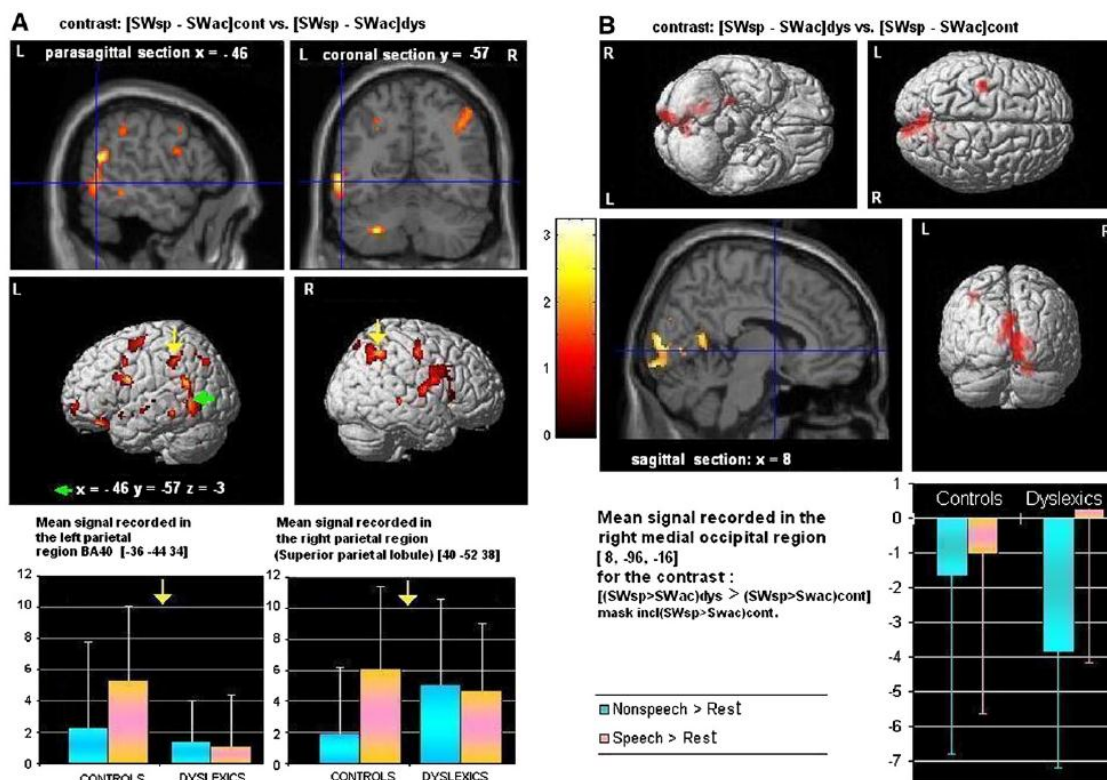 A
contrast: [SWsp - SWac]cont vs. [SWsp - SWac]dys
L parasagittal section x = - 46
L coronal section y = -57 R
L
R
x = - 46 y = -57 z = -3
Mean signal recorded in
the left parietal
region BA40 [-36 -44 34]
12
10
8
6
4
2
0
CONTROLS DYSLEXICS
Mean signal recorded in
the right parietal region
(Superior parietal lobule) [40 -52 38]
12
10
8
6
4
2
0
CONTROLS DYSLEXICS
3
2
1
0
B
contrast: [SWsp - SWac]dys vs. [SWsp - SWac]cont
R
L
L
R
sagittal section: x = 8
L R
Mean signal recorded in the
right medial occipital region
[ 8, -96, -16]
for the contrast :
[(SWsp>SWac)dys > (SWsp>Swac)cont]
mask incl(SWsp>Swac)cont.
Nonspeech > Rest
Speech > Rest
Controls Dyslexics
0
-1
-2
-3
-4
-5
-6
-7